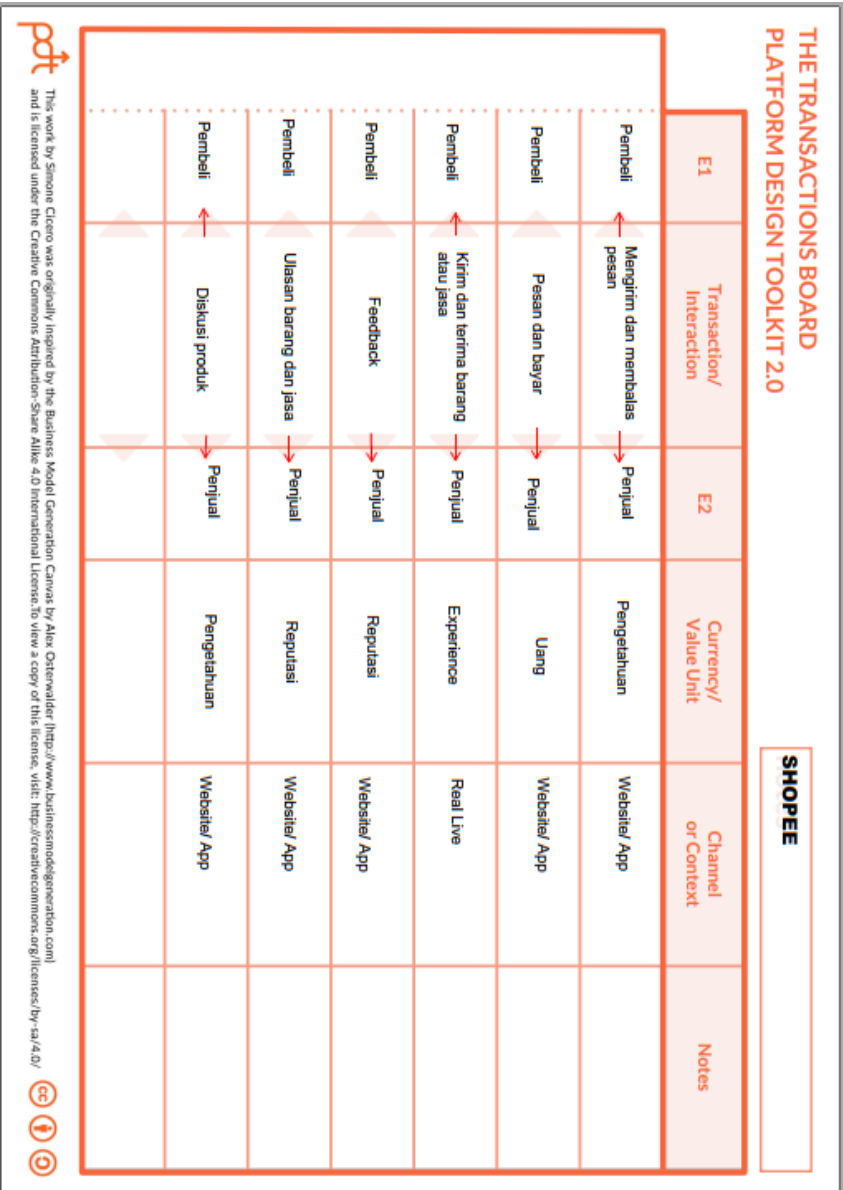 THE TRANSACTIONS BOARD
PLATFORM DESIGN TOOLKIT 2.0
SHOPEE
E1
Transaction/
Interaction
E2
Currency/
Value Unit
Channel
or Context
Notes
Pembeli
Mengirim dan membalas
pesan
Penjual
Pengetahuan
Website/ App
Pembeli
Pesan dan bayar
Penjual
Uang
Website/ App
Pembeli
Kirim dan terima barang
atau jasa
Penjual
Experience
Real Live
Pembeli
Feedback
Penjual
Reputasi
Website/ App
Pembeli
Ulasan barang dan jasa
Penjual
Reputasi
Website/ App
Pembeli
Diskusi produk
Penjual
Pengetahuan
Website/ App
pdt
This work by Simone Cicero was originally inspired by the Business Model Generation Canvas by Alex Osterwalder (http://www.businessmodelgeneration.com)
and is licensed under the Creative Commons Attribution-Share Alike 4.0 International License.To view a copy of this license, visit: http://creativecommons.org/licenses/by-sa/4.0/
cc